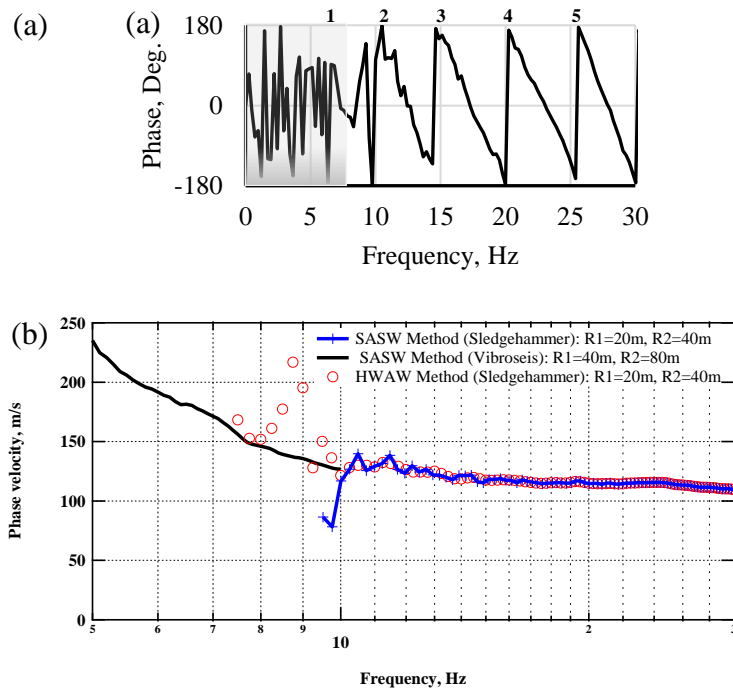 (a)
(a)
1 2 3 4 5
180
0
-180
Phase, Deg.
0 5 10 15 20 25 30
Frequency, Hz
(b)
250
200
150
100
50
0
Phase velocity, m/s
SASW Method (Sledgehammer): R1=20m, R2=40m
SASW Method (Vibroseis): R1=40m, R2=80m
HWAW Method (Sledgehammer): R1=20m, R2=40m
5 6 7 8 9 10 2 3
Frequency, Hz